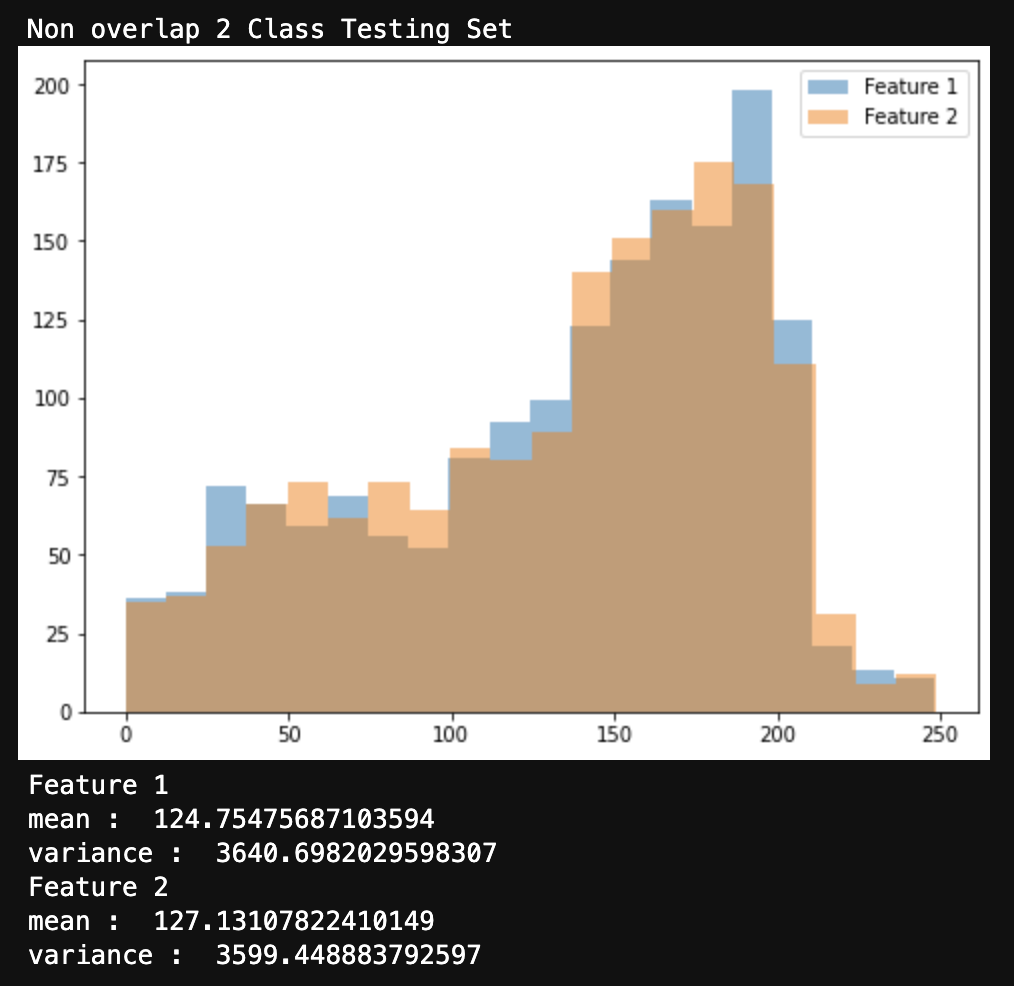 Non overlap 2 Class Testing Set
Feature 1
Feature 2
200
175
150
125
100
75
50
25
0
0 50 100 150 200 250
Feature 1
mean :  124.75475687103594
variance :  3640.6982029598307
Feature 2
mean :  127.13107822410149
variance :  3599.448883792597